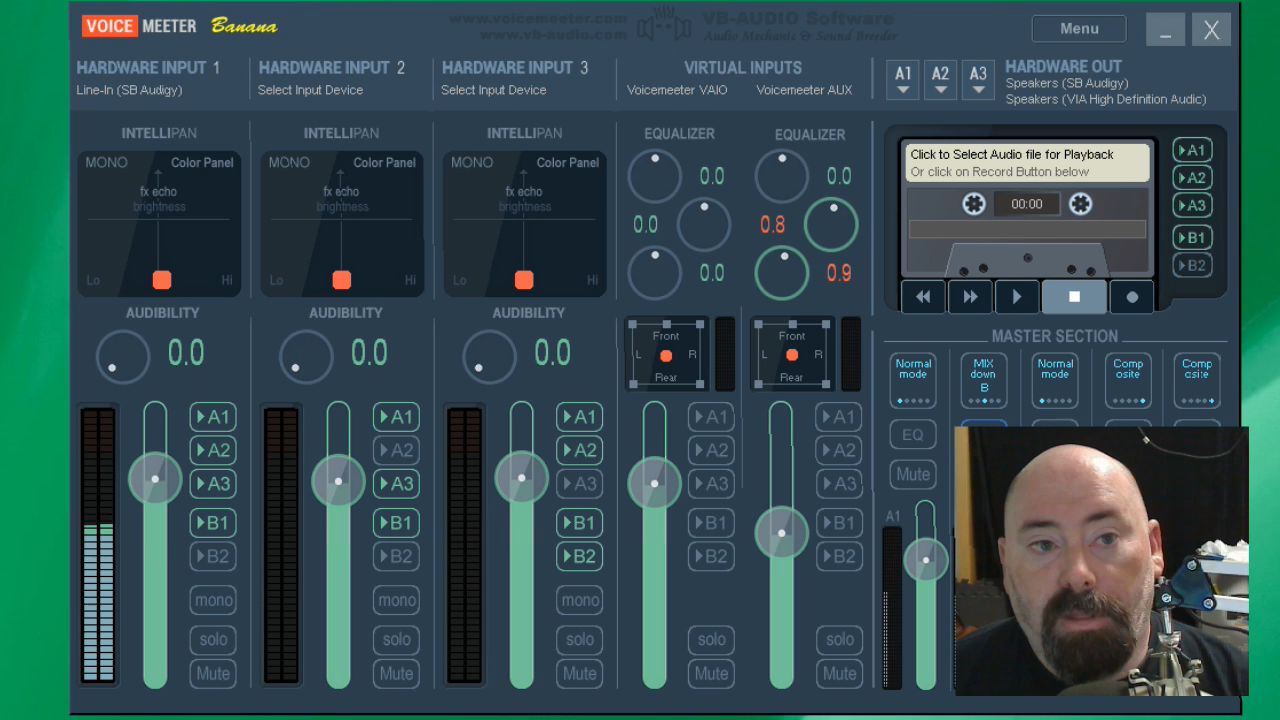 VOICE MEETER Banana
www.voicemeeter.com
www.vb-audio.com
VB-AUDIO Software
Audio Mechanic & Sound Breeder
Menu
_ X
HARDWARE INPUT 1
Line-In (SB Audigy)
HARDWARE INPUT 2
Select Input Device
HARDWARE INPUT 3
Select Input Device
VIRTUAL INPUTS
Voicemeeter VAIO
Voicemeeter AUX
A1 A2 A3
HARDWARE OUT
Speakers (SB Audigy)
Speakers (VIA High Definition Audio)
INTELLIPAN
MONO Color Panel
fx echo
brightness
Lo Hi
INTELLIPAN
MONO Color Panel
fx echo
brightness
Lo Hi
INTELLIPAN
MONO Color Panel
fx echo
brightness
Lo Hi
EQUALIZER
0.0
0.0
0.0
EQUALIZER
0.0
0.8
0.9
Click to Select Audio file for Playback
Or click on Record Button below
00:00
A1
A2
A3
B1
B2
AUDIBILITY
0.0
AUDIBILITY
0.0
AUDIBILITY
0.0
Front
L R
Rear
Front
L R
Rear
MASTER SECTION
Normal
mode
MIX
down
B
Normal
mode
Comp
osite
Comp
osite
A1
A2
A3
B1
B2
mono
solo
Mute
A1
A2
A3
B1
B2
mono
solo
Mute
A1
A2
A3
B1
B2
mono
solo
Mute
A1
A2
A3
B1
B2
solo
Mute
A1
A2
A3
B1
B2
solo
Mute
EQ
Mute
A1